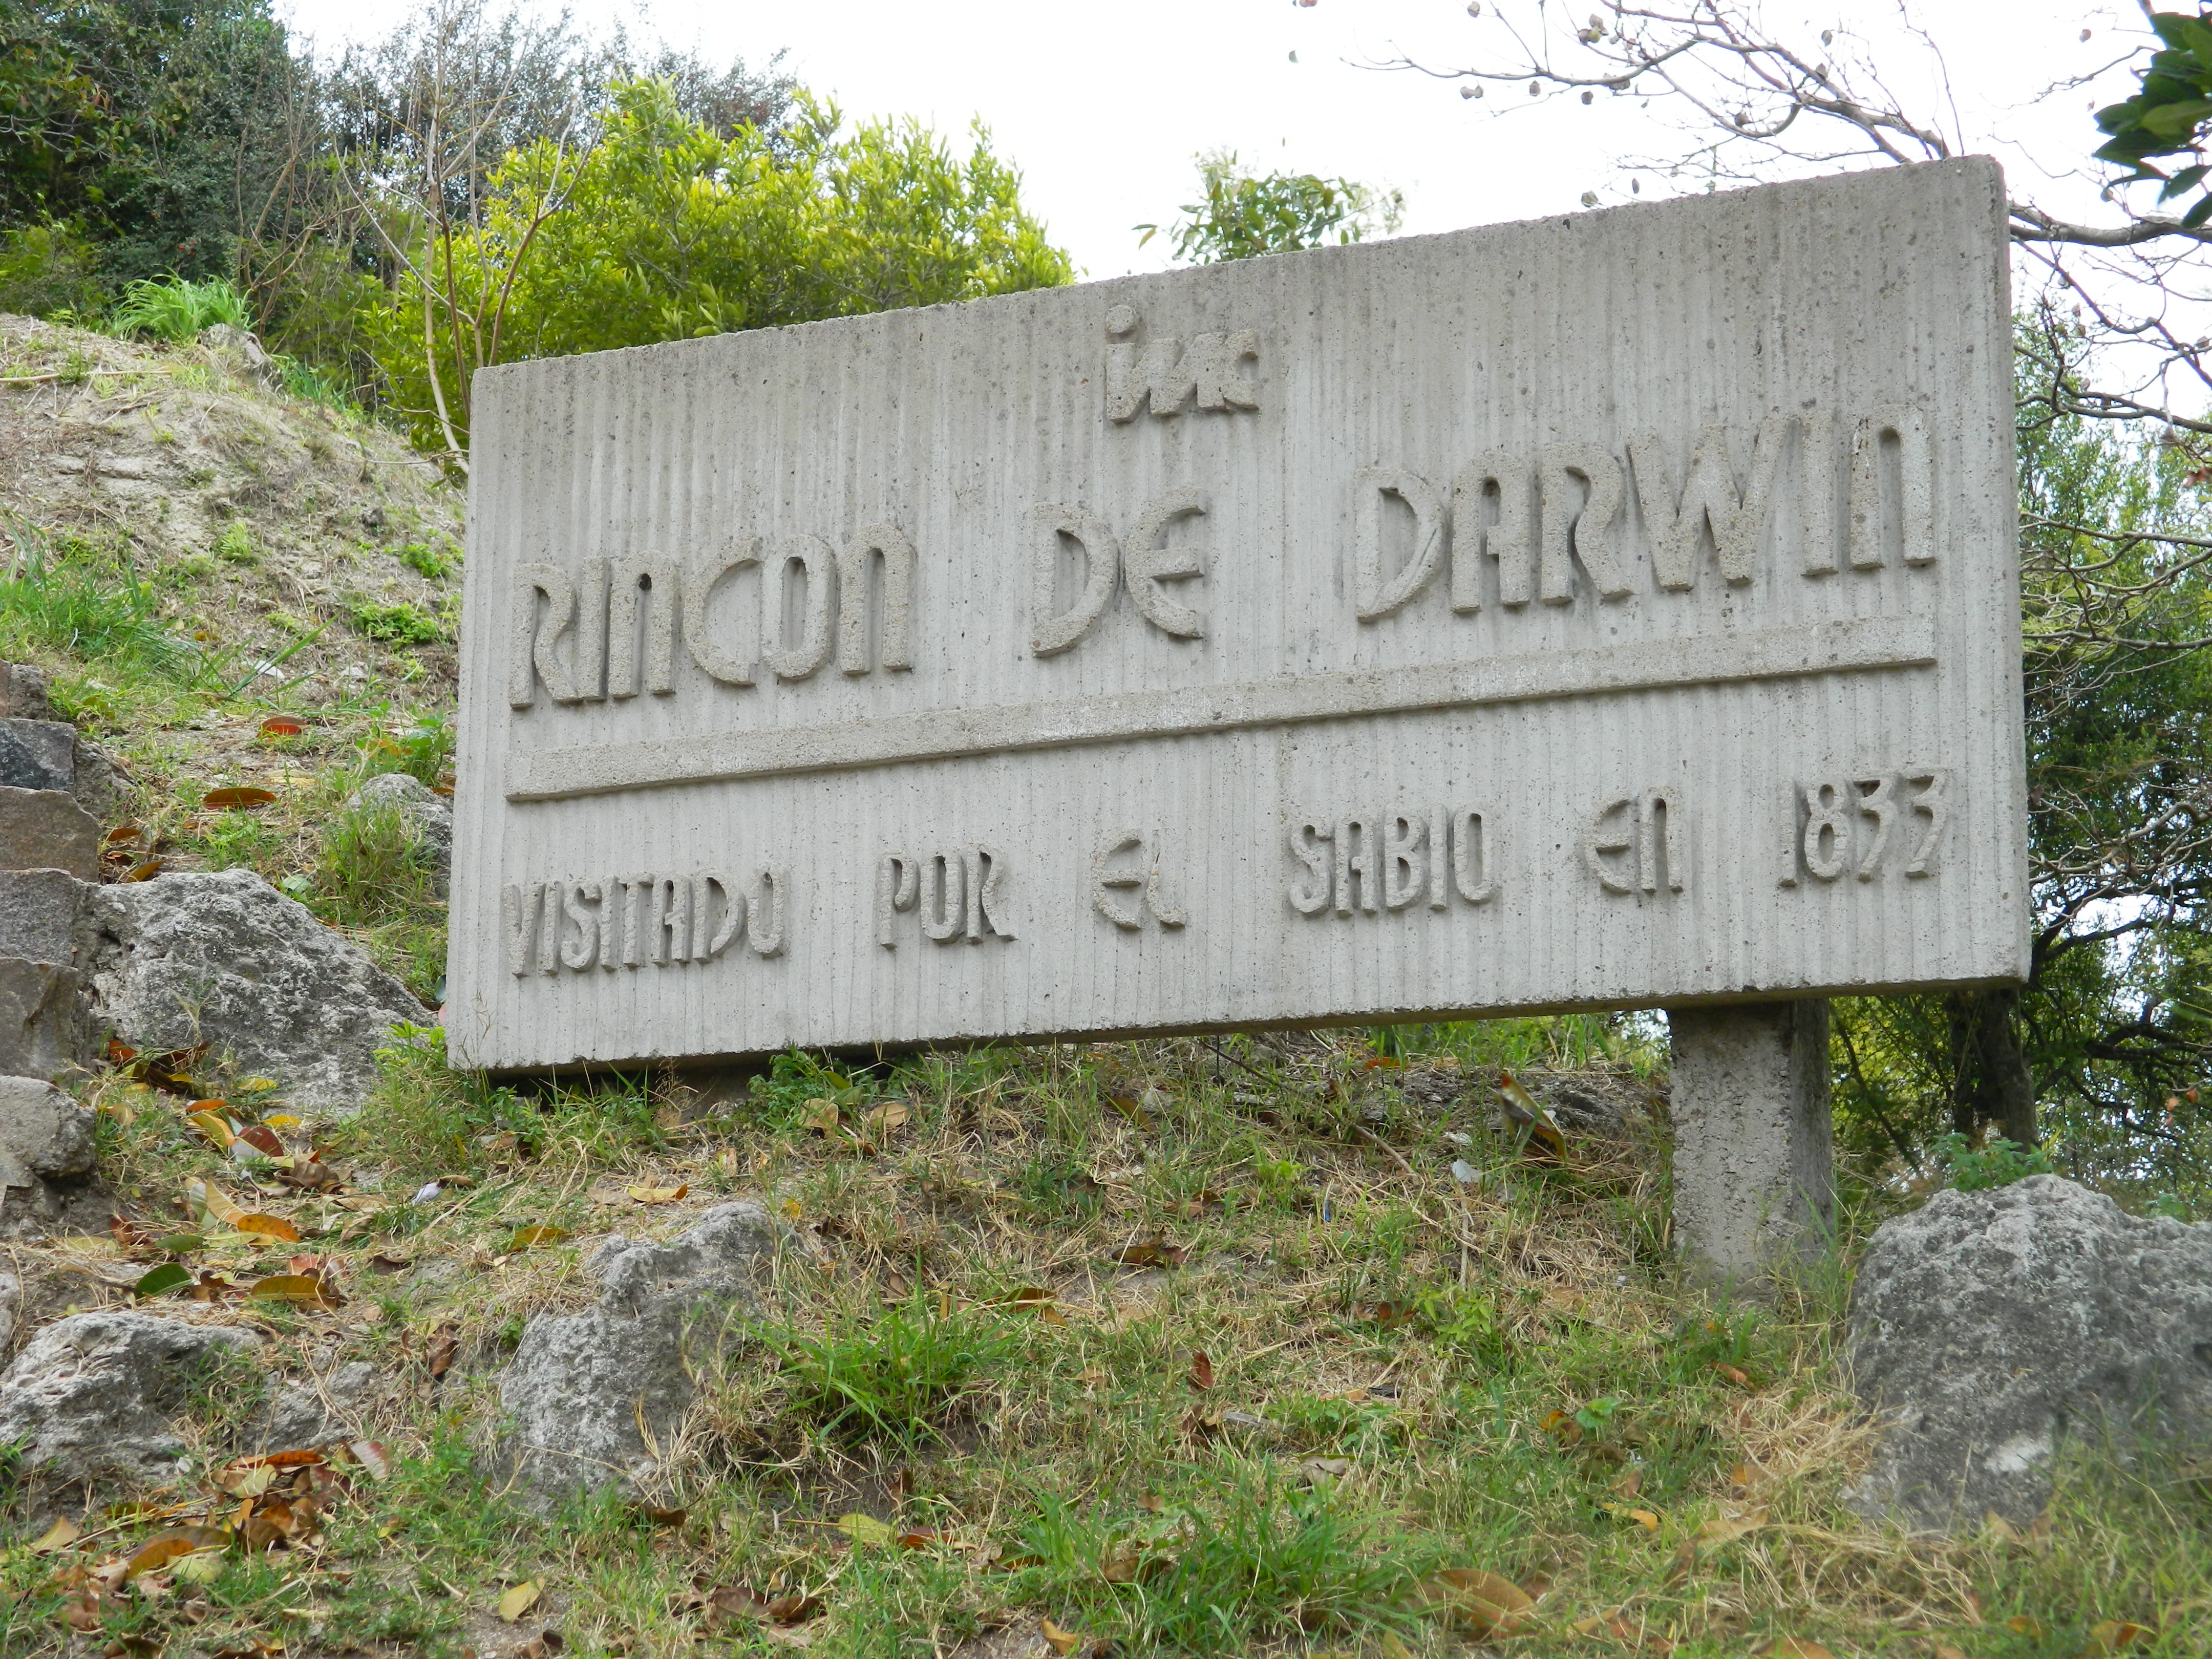 imc
RINCON DE DARWIN
VISITADO POR EL SABIO EN 1833